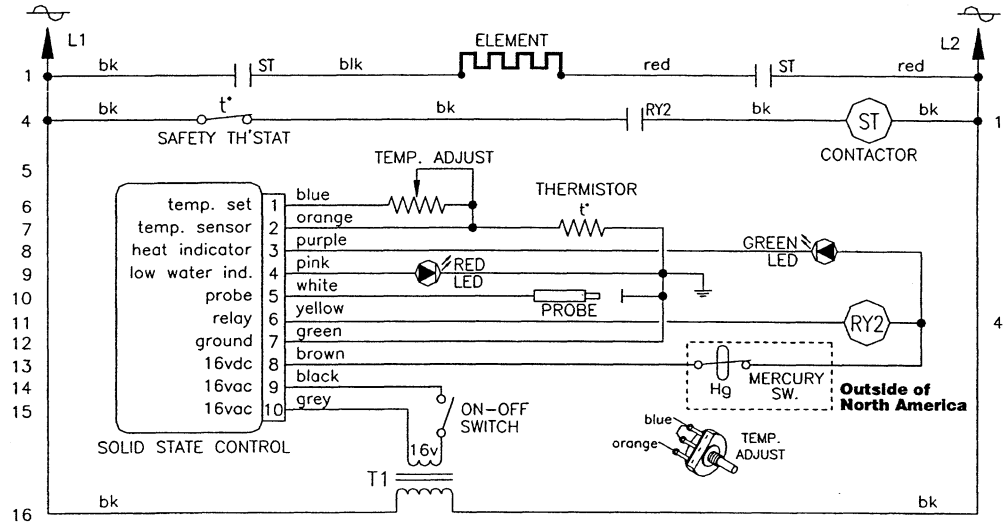 L1
L2
ELEMENT
1 bk ST blk red ST red
t°
4 bk bk RY2 bk ST bk 1
SAFETY TH'STAT
CONTACTOR
5
TEMP. ADJUST
THERMISTOR
t°
6 temp. set 1 blue
7 temp. sensor 2 orange
8 heat indicator 3 purple
GREEN
LED
9 low water ind. 4 pink
RED
LED
10 probe 5 white
PROBE
11 relay 6 yellow RY2 4
12 ground 7 green
13 16vdc 8 brown
Hg
MERCURY
SW.
Outside of
North America
14 16vac 9 black
15 16vac 10 grey
ON-OFF
SWITCH
SOLID STATE CONTROL
16v
T1
blue
orange
TEMP.
ADJUST
16 bk bk